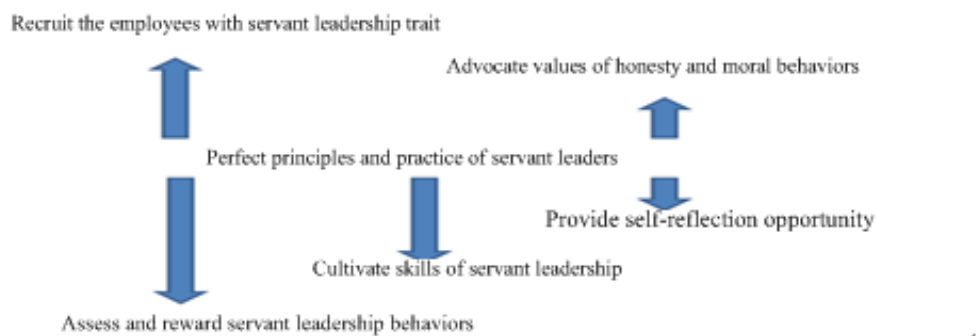 Recruit the employees with servant leadership trait
Advocate values of honesty and moral behaviors
Perfect principles and practice of servant leaders
Provide self-reflection opportunity
Cultivate skills of servant leadership
Assess and reward servant leadership behaviors